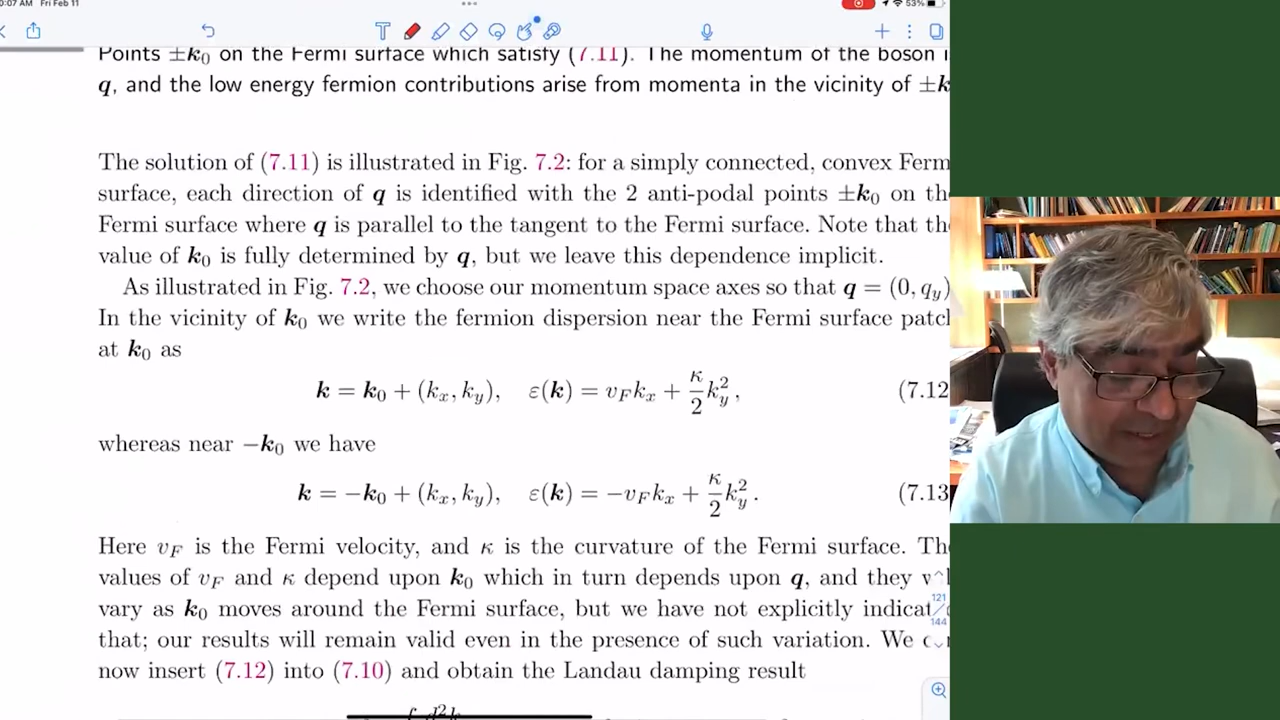 0:07 AM Fri Feb 11
53%
Points ±k₀ on the Fermi surface which satisfy (7.11). The momentum of the boson i
q, and the low energy fermion contributions arise from momenta in the vicinity of ±k
The solution of (7.11) is illustrated in Fig. 7.2: for a simply connected, convex Ferm
surface, each direction of q is identified with the 2 anti-podal points ±k₀ on th
Fermi surface where q is parallel to the tangent to the Fermi surface. Note that th
value of k₀ is fully determined by q, but we leave this dependence implicit.
As illustrated in Fig. 7.2, we choose our momentum space axes so that q = (0, q_y)
In the vicinity of k₀ we write the fermion dispersion near the Fermi surface patc
at k₀ as
k = k₀ + (k_x, k_y), ε(k) = v_F k_x + κ/2 k_y², (7.12
whereas near −k₀ we have
k = −k₀ + (k_x, k_y), ε(k) = −v_F k_x + κ/2 k_y². (7.13
Here v_F is the Fermi velocity, and κ is the curvature of the Fermi surface. Th
values of v_F and κ depend upon k₀ which in turn depends upon q, and they
vary as k₀ moves around the Fermi surface, but we have not explicitly indicat
121
144
that; our results will remain valid even in the presence of such variation. We
now insert (7.12) into (7.10) and obtain the Landau damping result